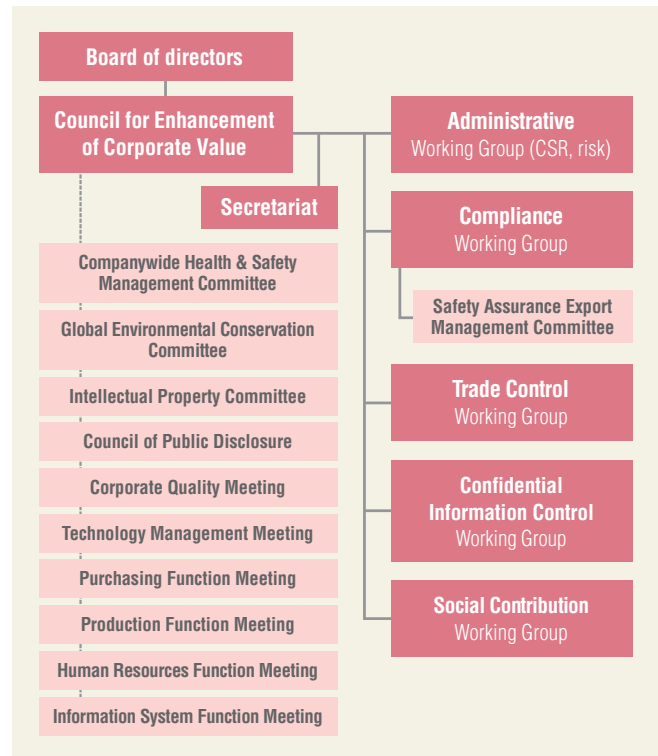 Board of directors
Council for Enhancement
of Corporate Value
Secretariat
Companywide Health & Safety
Management Committee
Global Environmental Conservation
Committee
Intellectual Property Committee
Council of Public Disclosure
Corporate Quality Meeting
Technology Management Meeting
Purchasing Function Meeting
Production Function Meeting
Human Resources Function Meeting
Information System Function Meeting
Administrative
Working Group (CSR, risk)
Compliance
Working Group
Safety Assurance Export
Management Committee
Trade Control
Working Group
Confidential
Information Control
Working Group
Social Contribution
Working Group